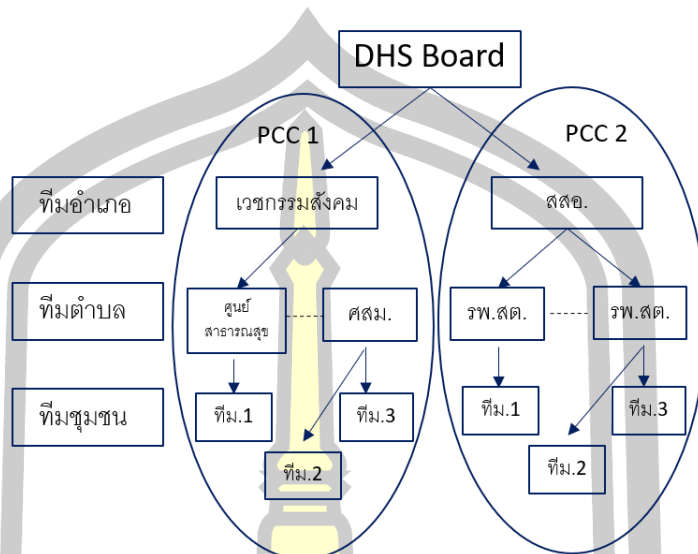 DHS Board
PCC 1
PCC 2
ทีมอำเภอ
เวชกรรมสังคม
สสอ.
ทีมตำบล
ศูนย์
สาธารณสุข
ศสม.
รพ.สต.
รพ.สต.
ทีมชุมชน
ทีม.1
ทีม.3
ทีม.1
ทีม.3
ทีม.2
ทีม.2